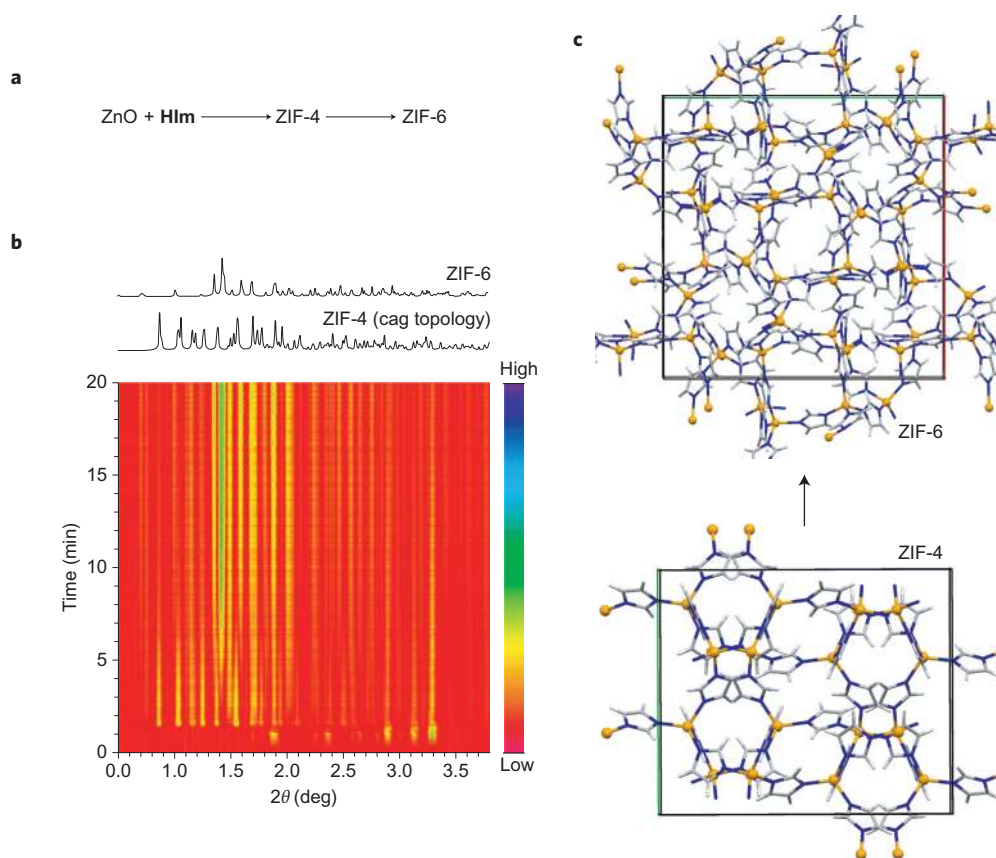 a
ZnO + HIm → ZIF-4 → ZIF-6
b
ZIF-6
ZIF-4 (cag topology)
High
Low
20
15
10
5
0
Time (min)
0.0 1.0 1.5 2.0 2.5 3.0 3.5
2θ (deg)
c
ZIF-6
ZIF-4